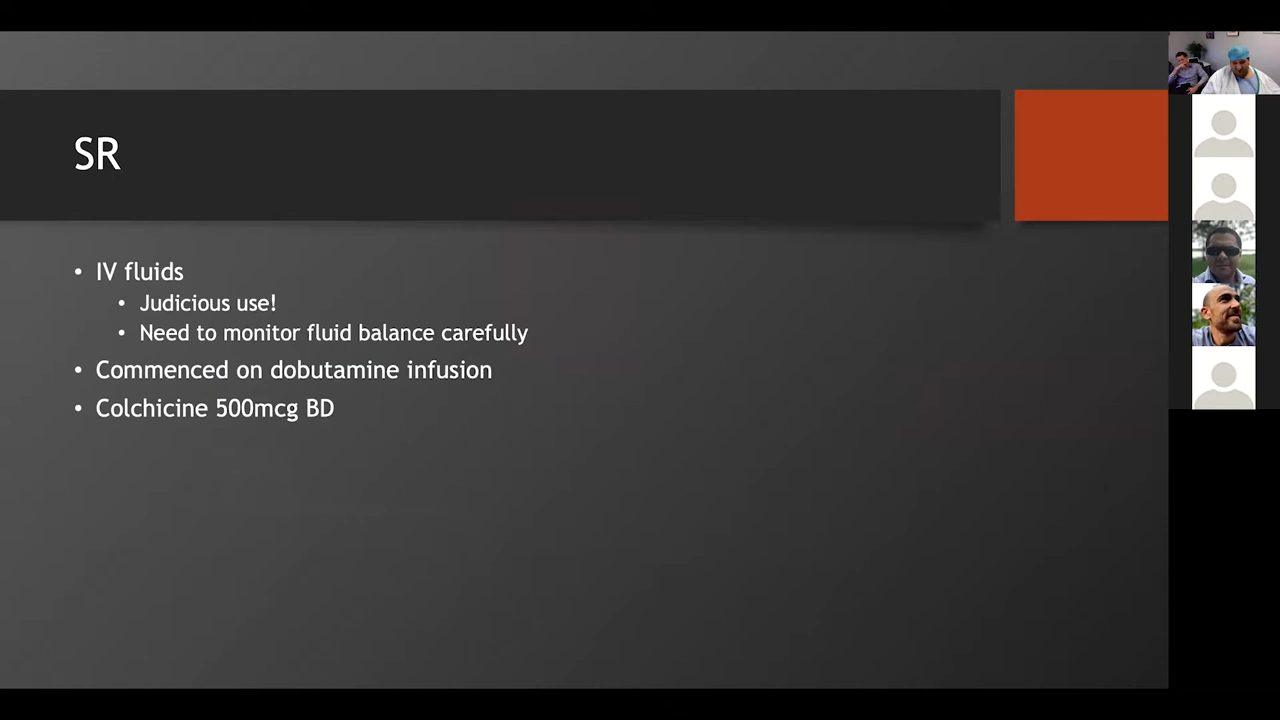 SR
• IV fluids
• Judicious use!
• Need to monitor fluid balance carefully
• Commenced on dobutamine infusion
• Colchicine 500mcg BD